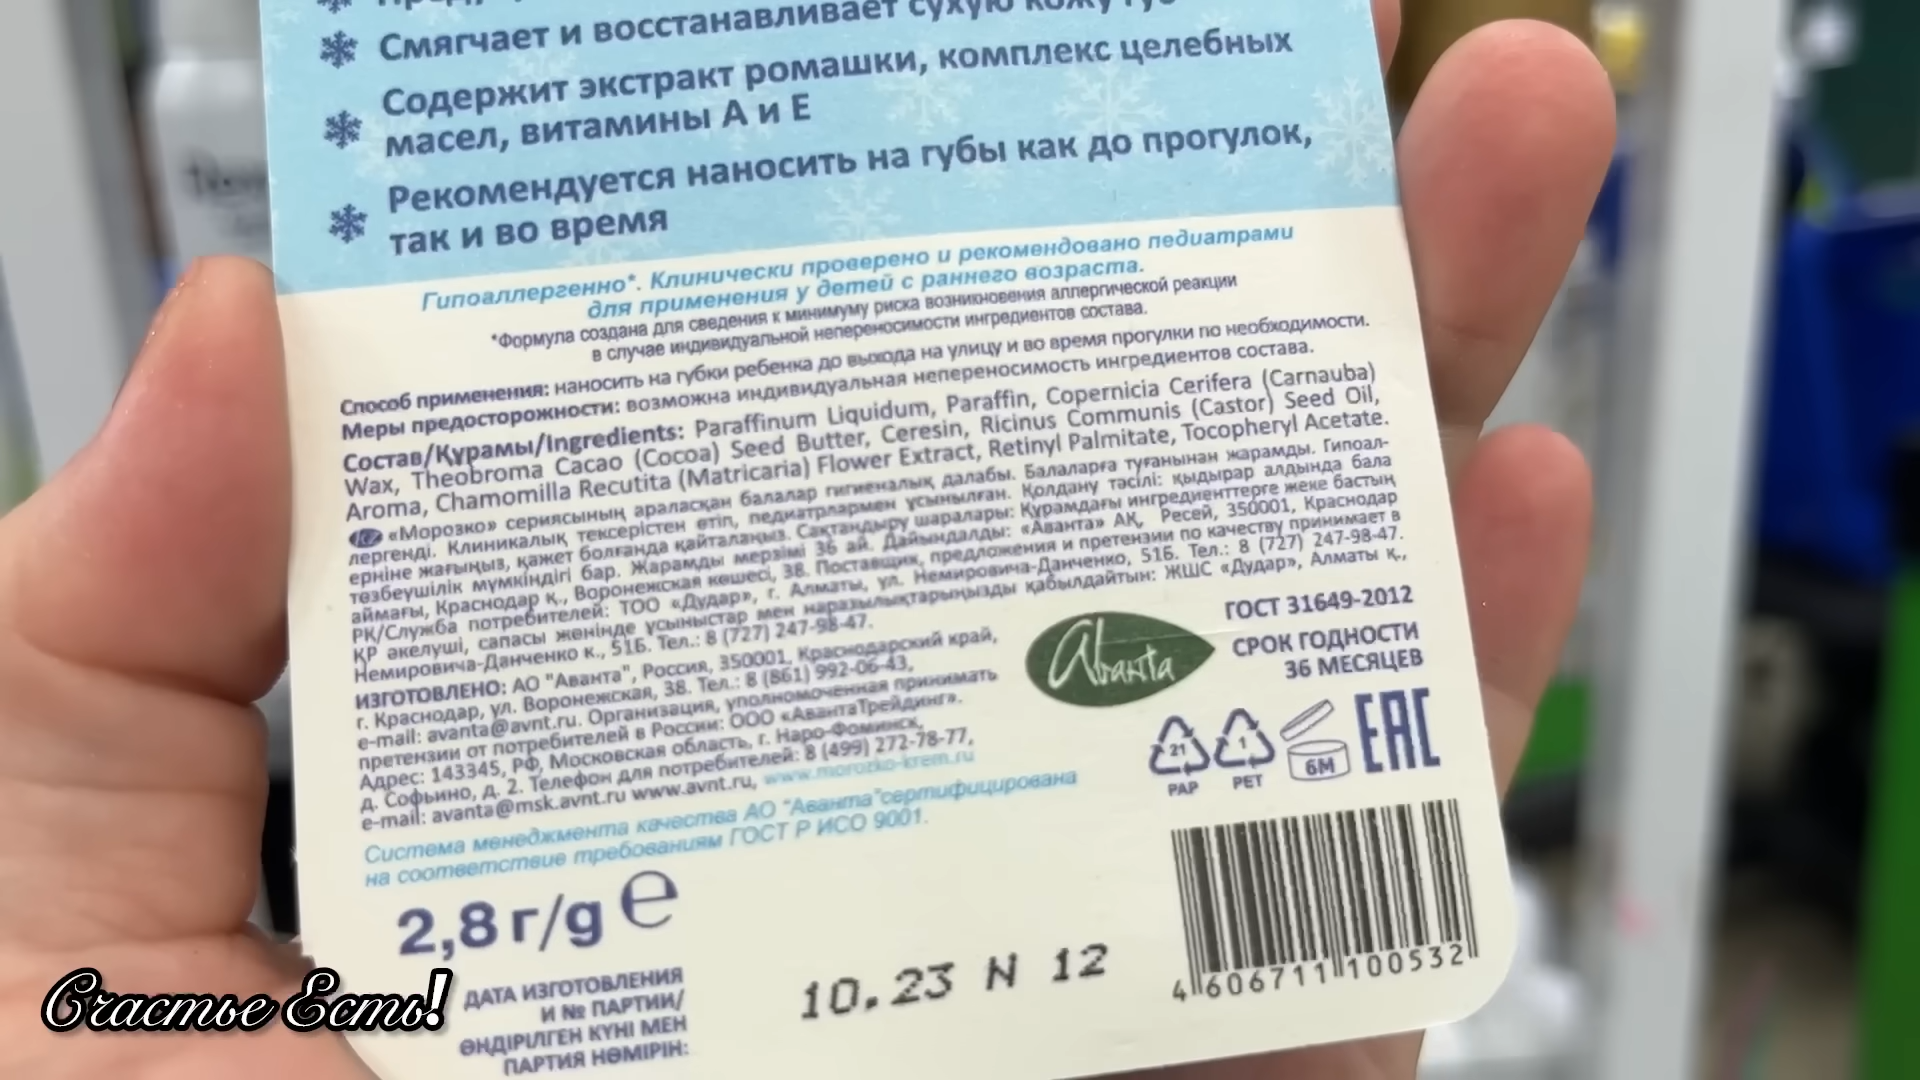 Смягчает и восстанавливает сухую кожу губ
Содержит экстракт ромашки, комплекс целебных
масел, витамины А и Е
Рекомендуется наносить на губы как до прогулок,
так и во время
Гипоаллергенно*. Клинически проверено и рекомендовано педиатрами
для применения у детей с раннего возраста.
*Формула создана для сведения к минимуму риска возникновения аллергической реакции
в случае индивидуальной непереносимости ингредиентов состава.
Способ применения: наносить на губки ребенка до выхода на улицу и во время прогулки по необходимости.
Меры предосторожности: возможна индивидуальная непереносимость ингредиентов состава.
Состав/Құрамы/Ingredients: Paraffinum Liquidum, Paraffin, Copernicia Cerifera (Carnauba)
Wax, Theobroma Cacao (Cocoa) Seed Butter, Ceresin, Ricinus Communis (Castor) Seed Oil,
Aroma, Chamomilla Recutita (Matricaria) Flower Extract, Retinyl Palmitate, Tocopheryl Acetate.
KZ «Морозко» сериясының араласқан балалар гигиеналық далабы. Балаларға туғанынан жарамды. Гипоал-
лергенді. Клиникалық тексерістен өтіп, педиатрлармен ұсынылған. Қолдану тәсілі: қыдырар алдында бала
ерніне жағыңыз, қажет болғанда қайталаңыз. Сақтандыру шаралары: Құрамдағы ингредиенттерге жеке бастың
төзбеушілік мүмкіндігі бар. Жарамды мерзімі 36 ай. Дайындалды: «Аванта» АҚ, Ресей, 350001, Краснодар
аймағы, Краснодар қ., Воронежская көшесі, 38. Поставщик, предложения и претензии по качеству принимает в
РК/Служба потребителей: ТОО «Дудар», г. Алматы, ул. Немировича-Данченко, 51Б. Тел.: 8 (727) 247-98-47.
ҚР әкелуші, сапасы жөнінде ұсыныстар мен наразылықтарыңызды қабылдайтын: ЖШС «Дудар», Алматы қ.,
Немировича-Данченко к., 51Б. Тел.: 8 (727) 247-98-47.
ИЗГОТОВЛЕНО: АО "Аванта", Россия, 350001, Краснодарский край,
г. Краснодар, ул. Воронежская, 38. Тел.: 8 (861) 992-06-43,
e-mail: avanta@avnt.ru. Организация, уполномоченная принимать
претензии от потребителей в России: ООО «АвантаТрейдинг».
Адрес: 143345, РФ, Московская область, г. Наро-Фоминск,
д. Софьино, д. 2. Телефон для потребителей: 8 (499) 272-78-77,
e-mail: avanta@msk.avnt.ru www.avnt.ru, www.morozko-krem.ru
Система менеджмента качества АО "Аванта"сертифицирована
на соответствие требованиям ГОСТ Р ИСО 9001.
Аванта
ГОСТ 31649-2012
СРОК ГОДНОСТИ
36 МЕСЯЦЕВ
21
PAP
1
PET
6М
ЕАС
2,8 г/g e
ДАТА ИЗГОТОВЛЕНИЯ
И № ПАРТИИ/
ӨНДІРІЛГЕН КҮНІ МЕН
ПАРТИЯ НӨМІРІН:
10.23 N 12
4 606711 100532
Счастье Есть!